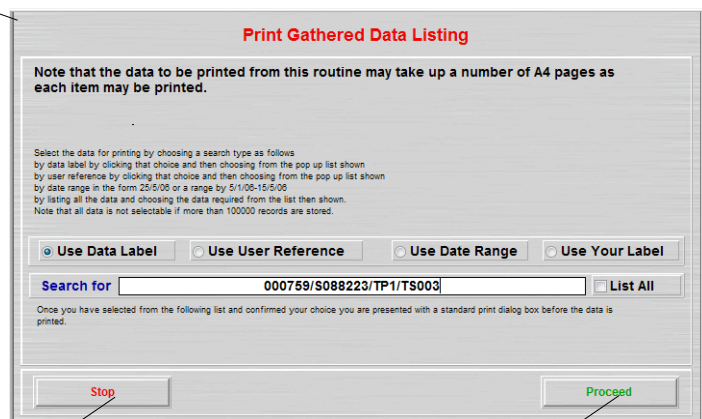 Print Gathered Data Listing
Note that the data to be printed from this routine may take up a number of A4 pages as
each item may be printed.
.
Select the data for printing by choosing a search type as follows
by data label by clicking that choice and then choosing from the pop up list shown
by user reference by clicking that choice and then choosing from the pop up list shown
by date range in the form 25/5/06 or a range by 5/1/06-15/5/06
by listing all the data and choosing the data required from the list then shown.
Note that all data is not selectable if more than 100000 records are stored.
Use Data Label Use User Reference Use Date Range Use Your Label
Search for 000759/S088223/TP1/TS003 List All
Once you have selected from the following list and confirmed your choice you are presented with a standard print dialog box before the data is
printed.
Stop Proceed